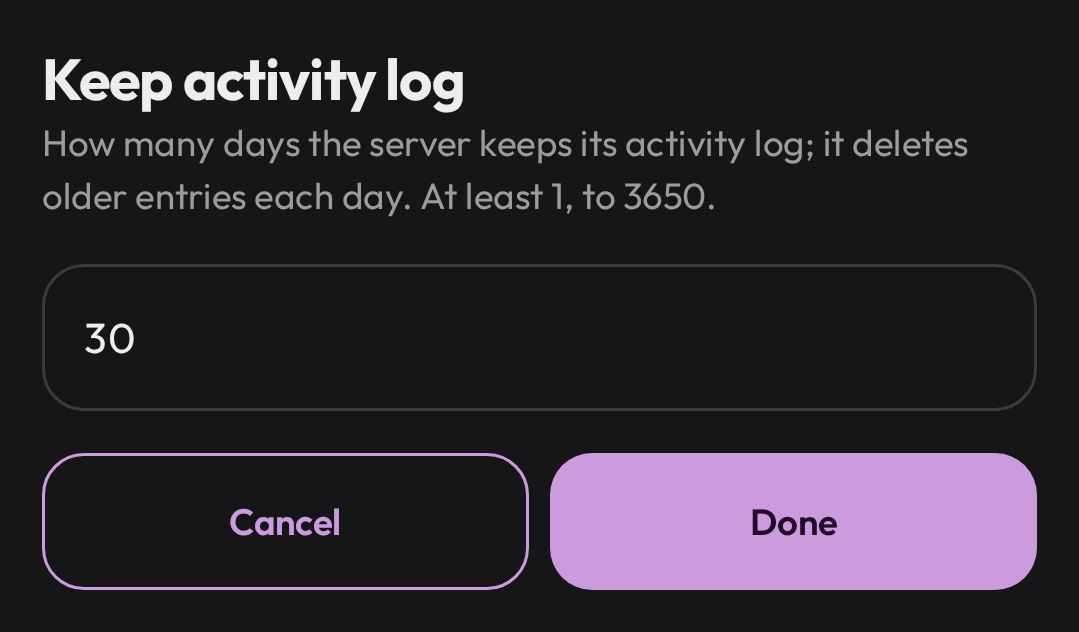 Keep activity log
How many days the server keeps its activity log; it deletes
older entries each day. At least 1, to 3650.
30
Cancel
Done